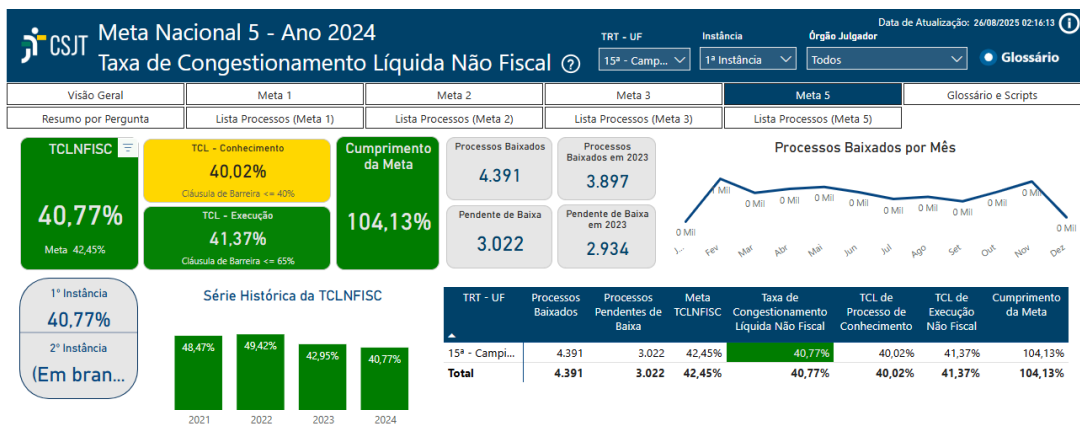 CSJT
Meta Nacional 5 - Ano 2024
Taxa de Congestionamento Líquida Não Fiscal
Data de Atualização: 26/08/2025 02:16:13
TRT - UF
15ª - Camp...
Instância
1ª Instância
Órgão Julgador
Todos
Glossário
Visão Geral
Meta 1
Meta 2
Meta 3
Meta 5
Glossário e Scripts
Resumo por Pergunta
Lista Processos (Meta 1)
Lista Processos (Meta 2)
Lista Processos (Meta 3)
Lista Processos (Meta 5)
TCLNFISC
40,77%
Meta 42,45%
TCL - Conhecimento
40,02%
Cláusula de Barreira <= 40%
TCL - Execução
41,37%
Cláusula de Barreira <= 65%
Cumprimento
da Meta
104,13%
Processos Baixados
4.391
Processos
Baixados em 2023
3.897
Pendente de Baixa
3.022
Pendente de Baixa
em 2023
2.934
Processos Baixados por Mês
0 Mil
1 Mil
0 Mil
0 Mil
0 Mil
0 Mil
0 Mil
0 Mil
0 Mil
0 Mil
0 Mil
0 Mil
J...
Fev
Mar
Abr
Mai
Jun
Jul
Ago
Set
Out
Nov
Dez
1° Instância
40,77%
2° Instância
(Em bran...
Série Histórica da TCLNFISC
48,47%
49,42%
42,95%
40,77%
2021
2022
2023
2024
TRT - UF
Processos
Baixados
Processos
Pendentes de
Baixa
Meta
TCLNFISC
Taxa de
Congestionamento
Líquida Não Fiscal
TCL de
Processo de
Conhecimento
TCL de
Execução
Não Fiscal
Cumprimento
da Meta
15ª - Campi... 4.391 3.022 42,45% 40,77% 40,02% 41,37% 104,13%
Total 4.391 3.022 42,45% 40,77% 40,02% 41,37% 104,13%